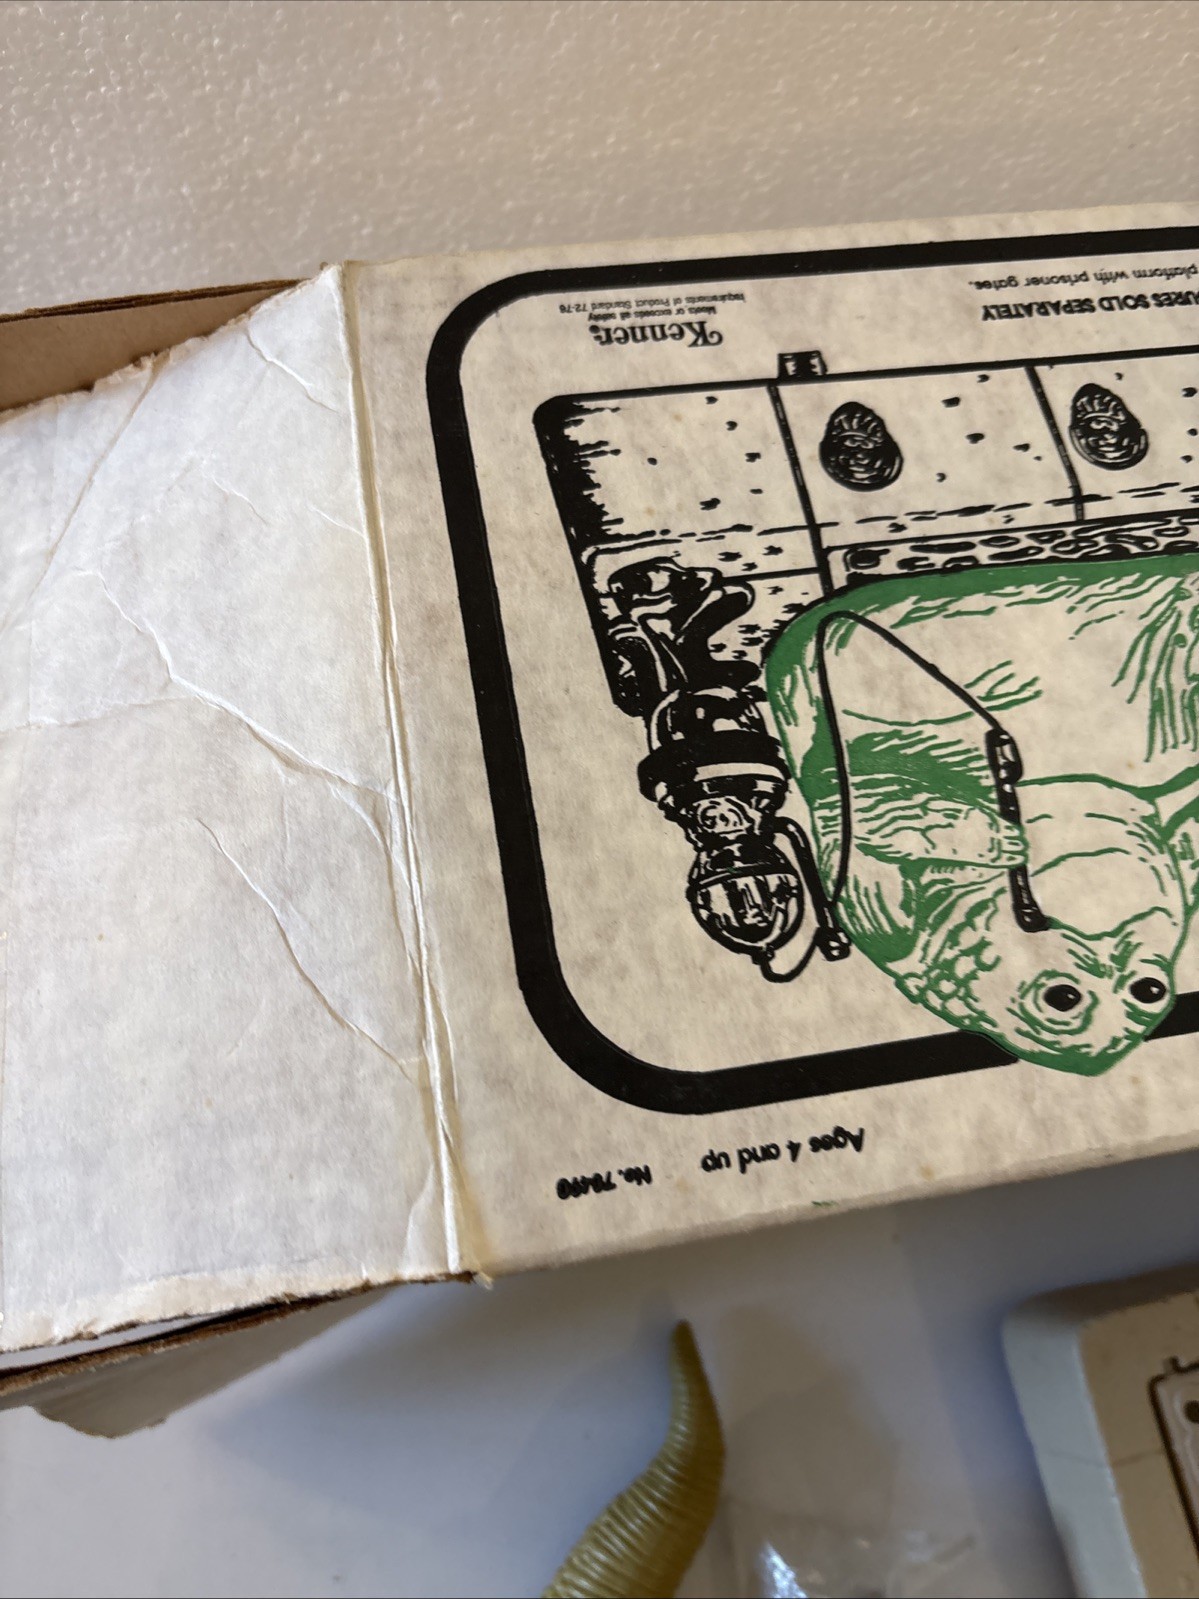 Ages 4 and up No. 70490
URES SOLD SEPARATELY
platform with prisoner gates.
Kenner
Meets or exceeds all safety
requirements of Product Standard 72-76